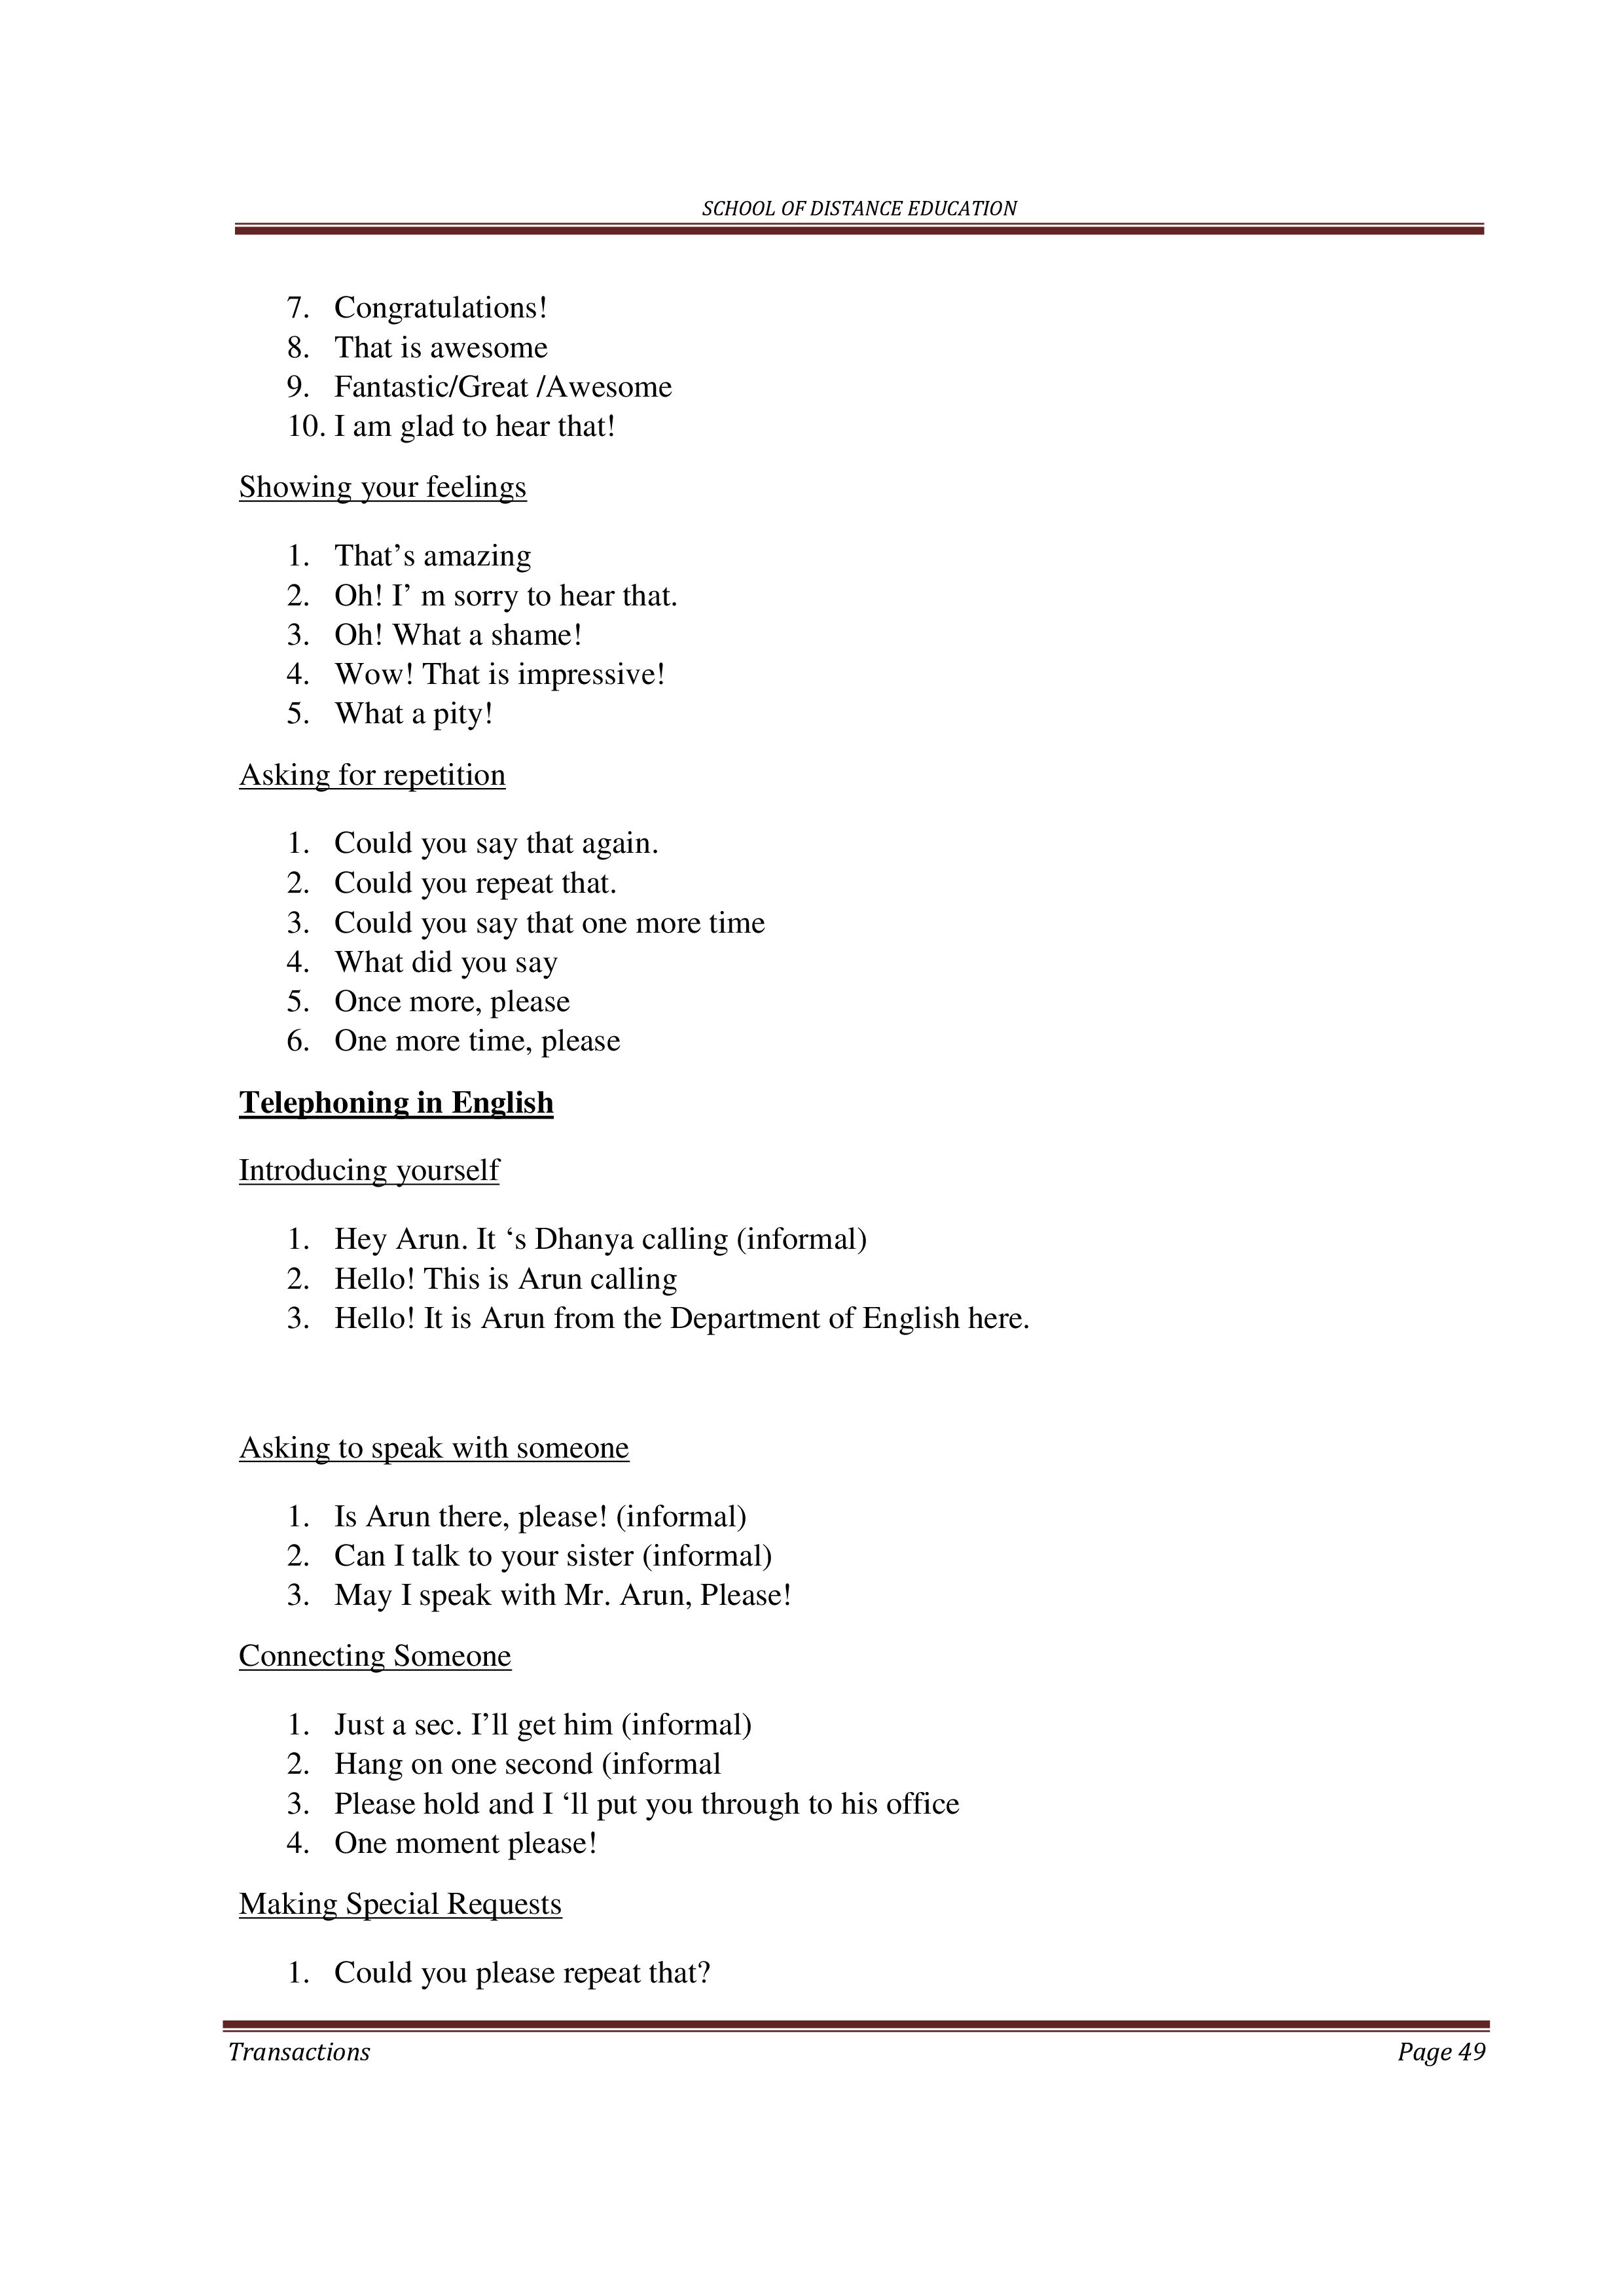 SCHOOL OF DISTANCE EDUCATION
7. Congratulations!
8. That is awesome
9. Fantastic/Great /Awesome
10. I am glad to hear that!
Showing your feelings
1. That’s amazing
2. Oh! I’ m sorry to hear that.
3. Oh! What a shame!
4. Wow! That is impressive!
5. What a pity!
Asking for repetition
1. Could you say that again.
2. Could you repeat that.
3. Could you say that one more time
4. What did you say
5. Once more, please
6. One more time, please
Telephoning in English
Introducing yourself
1. Hey Arun. It ‘s Dhanya calling (informal)
2. Hello! This is Arun calling
3. Hello! It is Arun from the Department of English here.
Asking to speak with someone
1. Is Arun there, please! (informal)
2. Can I talk to your sister (informal)
3. May I speak with Mr. Arun, Please!
Connecting Someone
1. Just a sec. I’ll get him (informal)
2. Hang on one second (informal
3. Please hold and I ‘ll put you through to his office
4. One moment please!
Making Special Requests
1. Could you please repeat that?
Transactions Page 49